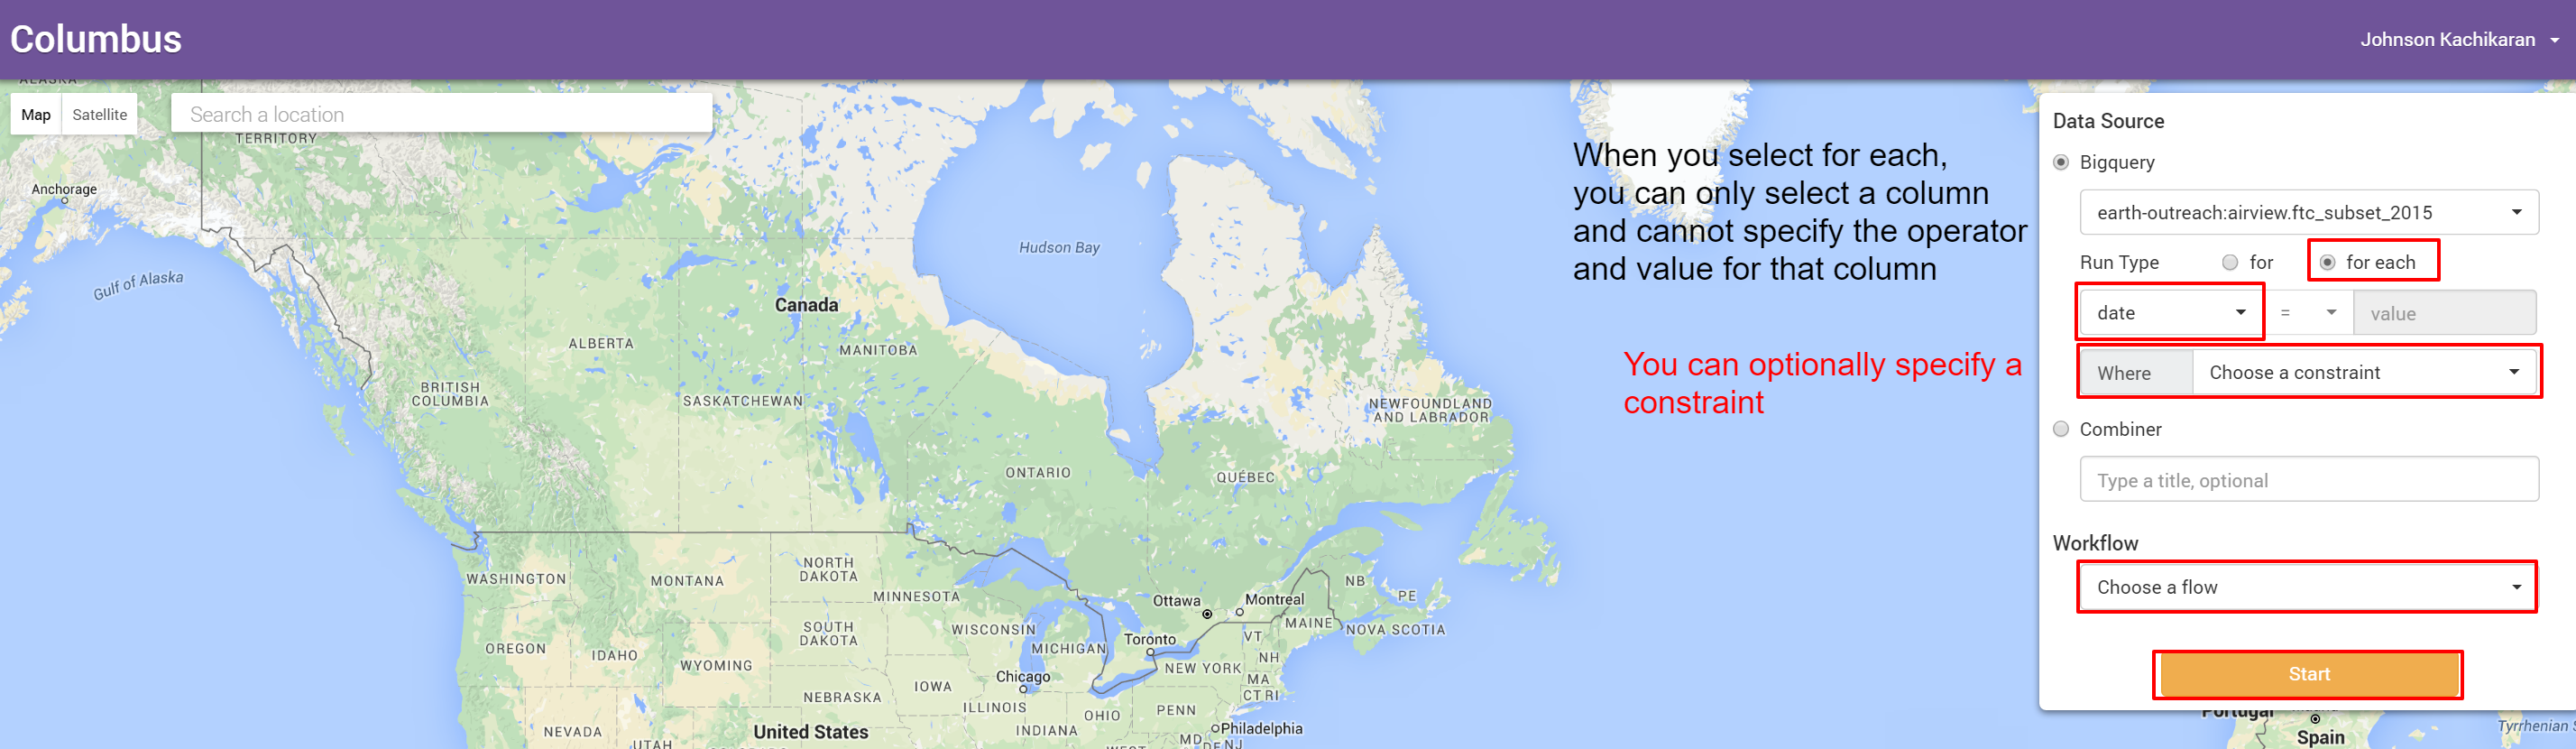 Columbus
Johnson Kachikaran
Map
Satellite
Search a location
ALASKA
TERRITORY
Anchorage
Gulf of Alaska
Hudson Bay
Canada
ALBERTA
MANITOBA
BRITISH
COLUMBIA
SASKATCHEWAN
NEWFOUNDLAND
AND LABRADOR
ONTARIO
QUÉBEC
WASHINGTON
MONTANA
NORTH
DAKOTA
MINNESOTA
NB
PE
Ottawa
Montreal
MAINE
NOVA SCOTIA
OREGON
IDAHO
SOUTH
DAKOTA
WISCONSIN
Toronto
VT
WYOMING
MICHIGAN
NEW YORK
NH
Chicago
MA
CT RI
NEBRASKA
IOWA
ILLINOIS
OHIO
PENN
NEVADA
UTAH
United States
INDIANA
Philadelphia
MD
DE NJ
When you select for each,
you can only select a column
and cannot specify the operator
and value for that column
You can optionally specify a
constraint
Data Source
Bigquery
earth-outreach:airview.ftc_subset_2015
Run Type for for each
date = value
Where Choose a constraint
Combiner
Type a title, optional
Workflow
Choose a flow
Start
Portugal
Spain
Tyrrhenian S